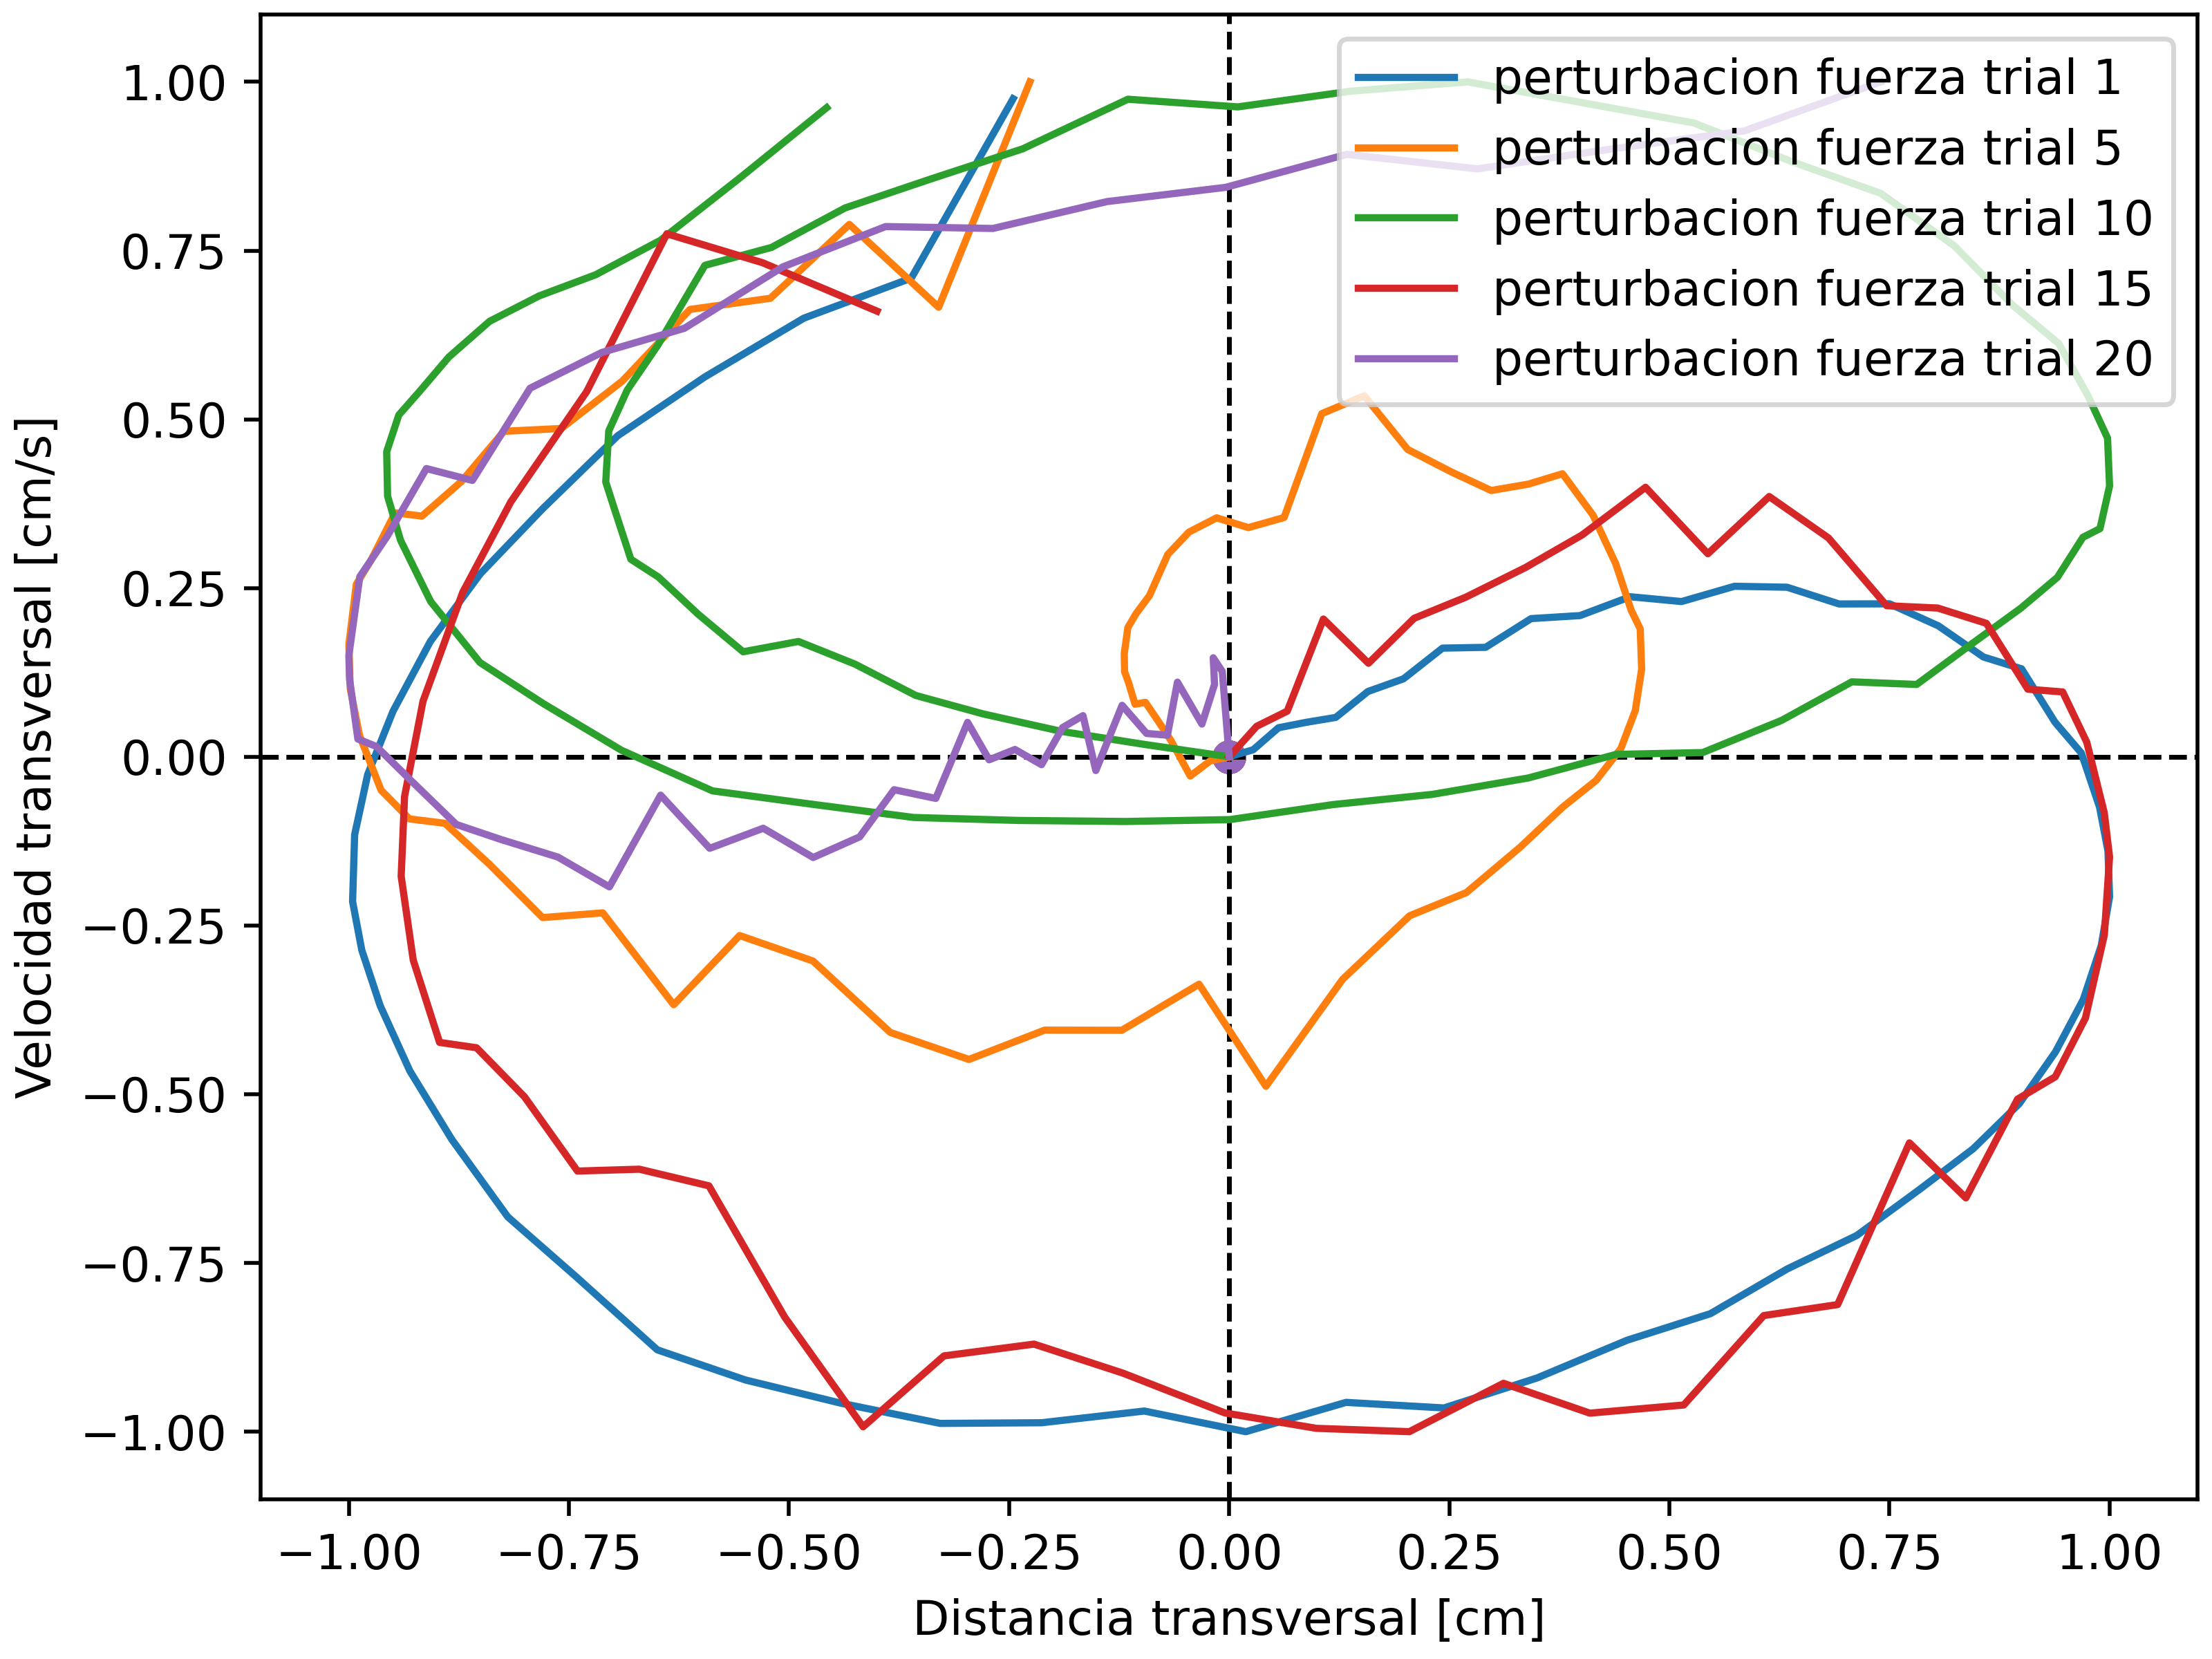 perturbacion fuerza trial 1
perturbacion fuerza trial 5
perturbacion fuerza trial 10
perturbacion fuerza trial 15
perturbacion fuerza trial 20
Velocidad transversal [cm/s]
1.00
0.75
0.50
0.25
0.00
−0.25
−0.50
−0.75
−1.00
−1.00 −0.75 −0.50 −0.25 0.00 0.25 0.50 0.75 1.00
Distancia transversal [cm]